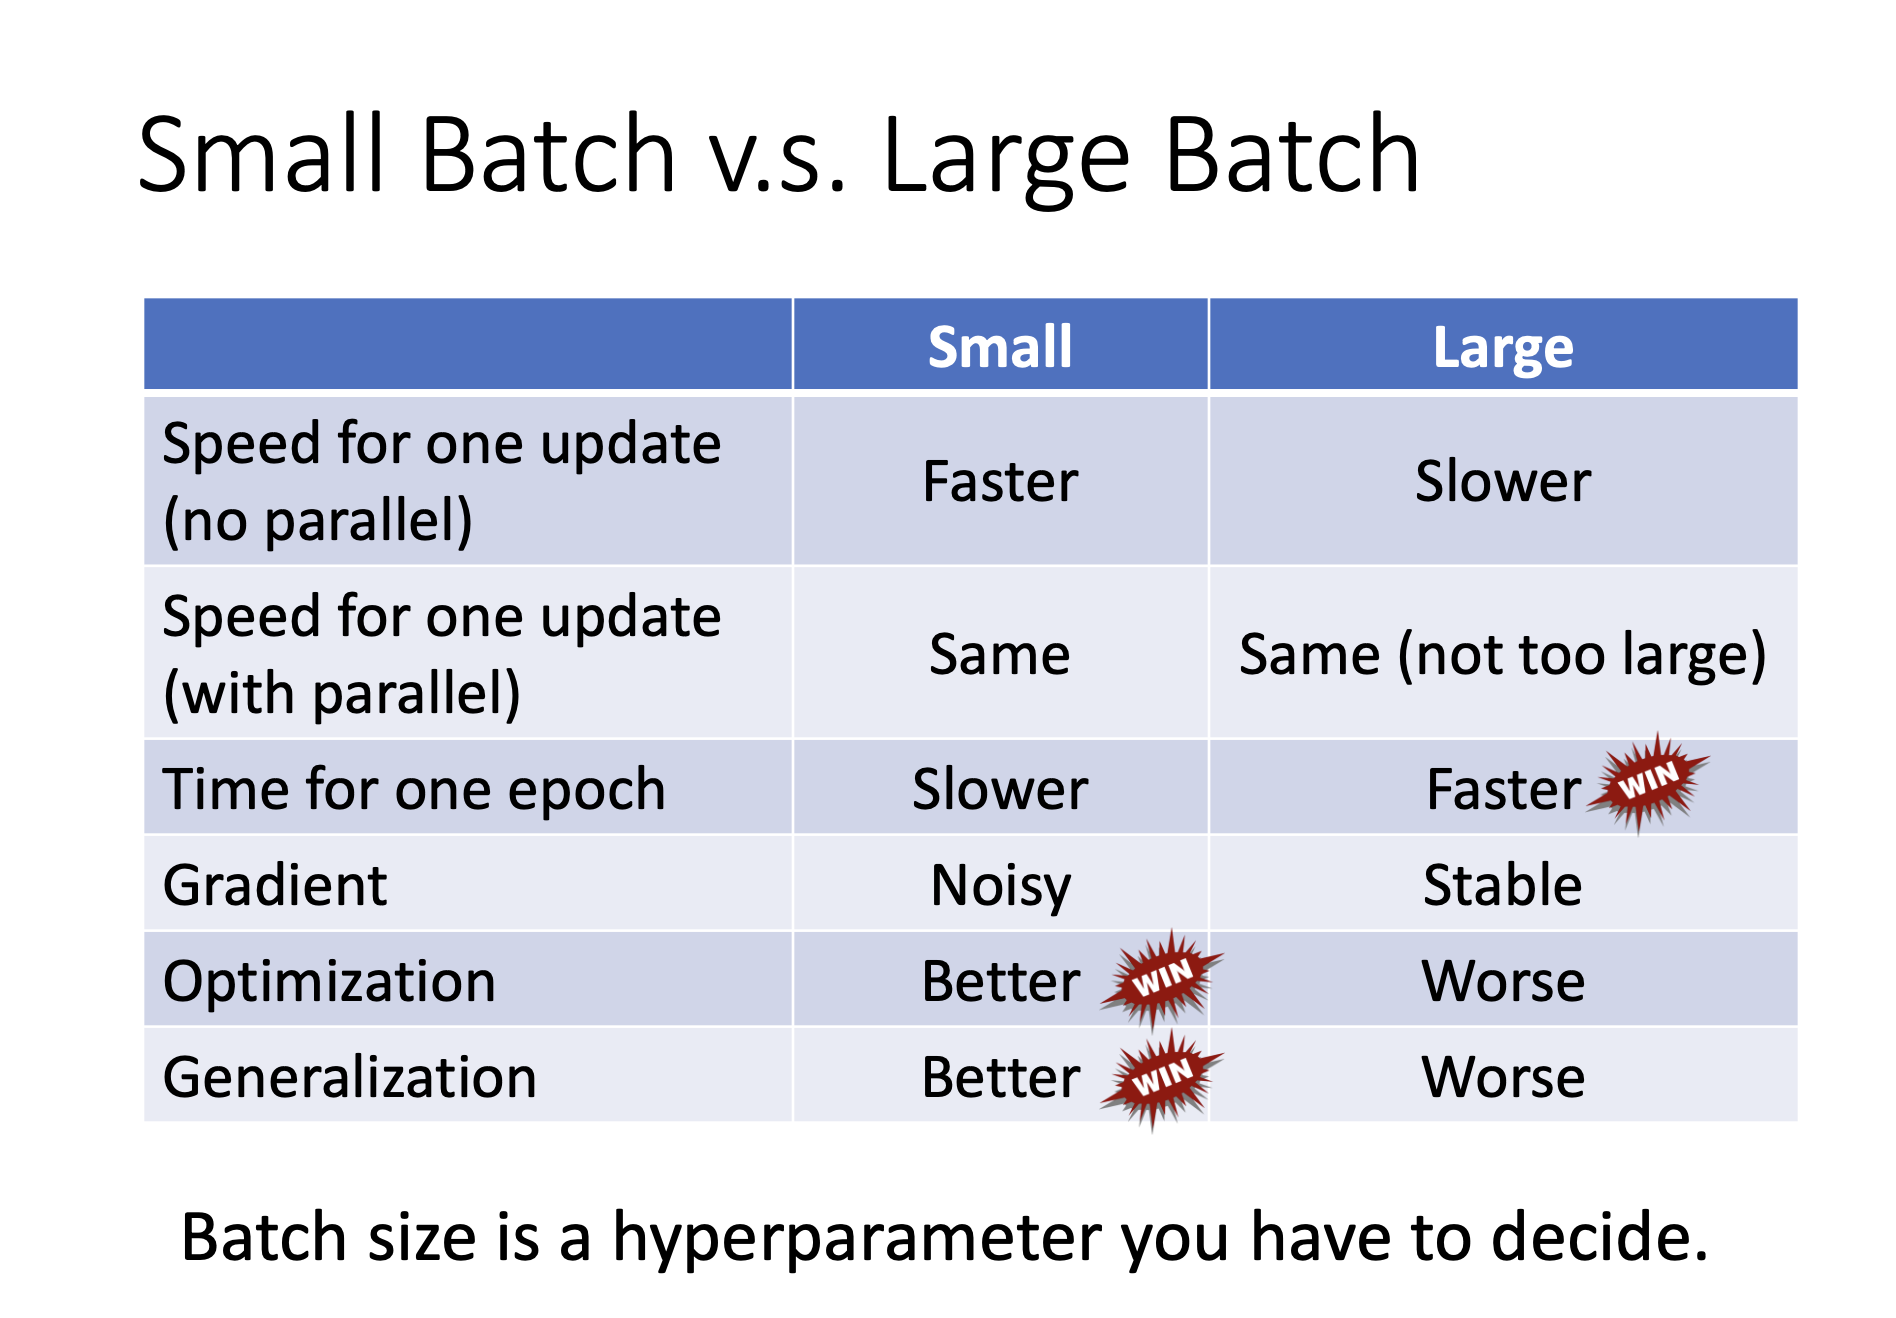 Small Batch v.s. Large Batch
Small Large
Speed for one update
(no parallel)
Faster Slower
Speed for one update
(with parallel)
Same Same (not too large)
Time for one epoch Slower Faster WIN
Gradient Noisy Stable
Optimization Better WIN Worse
Generalization Better WIN Worse
Batch size is a hyperparameter you have to decide.